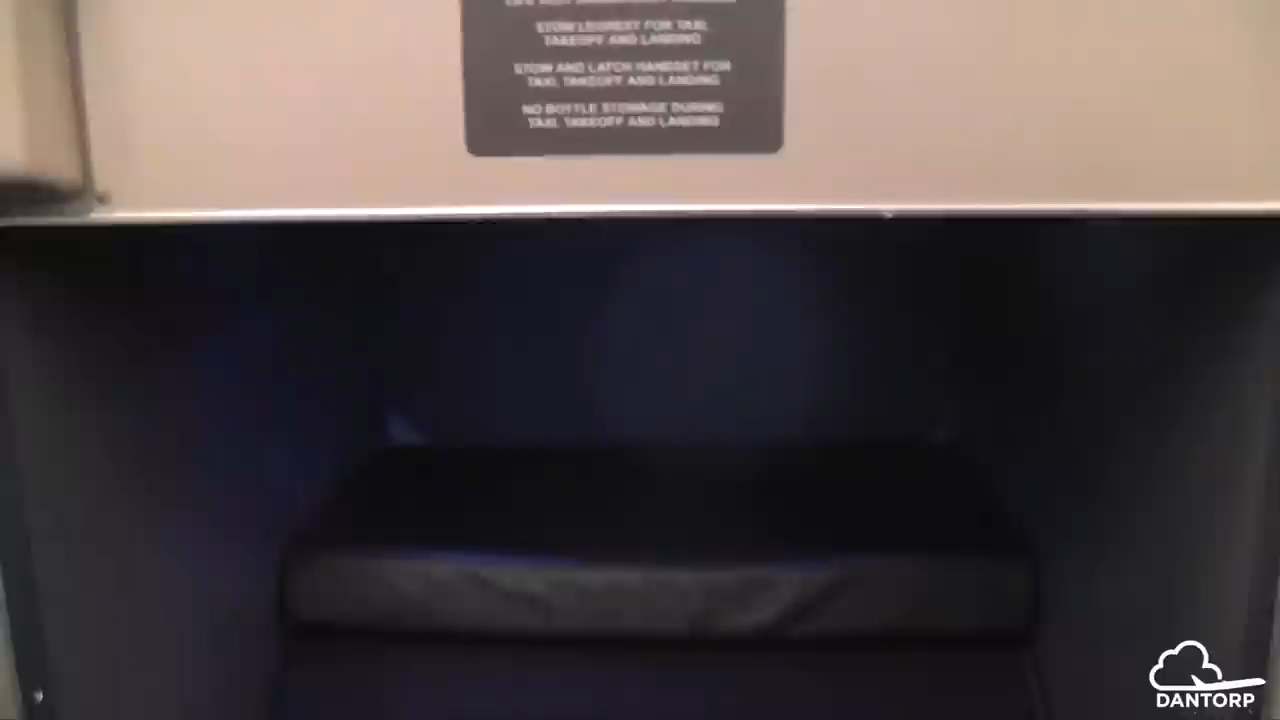 STOW LEGREST FOR TAXI,
TAKEOFF AND LANDING
STOW AND LATCH HANDSET FOR
TAXI, TAKEOFF AND LANDING
NO BOTTLE STOWAGE DURING
TAXI, TAKEOFF AND LANDING
DANTORP